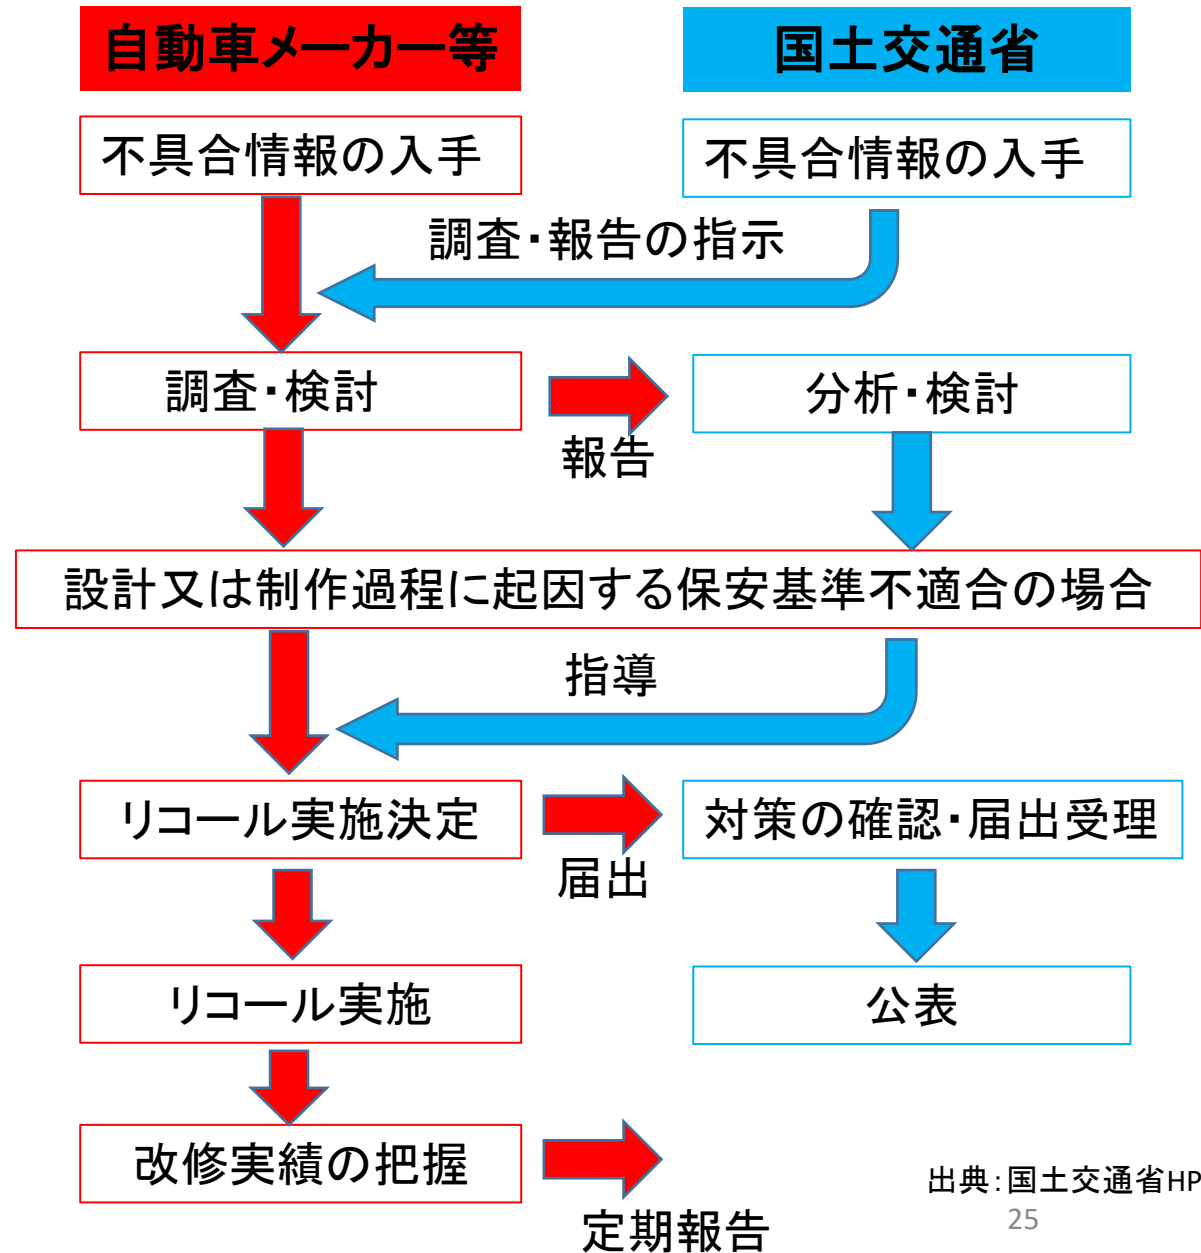 自動車メーカー等
国土交通省
不具合情報の入手
不具合情報の入手
調査・報告の指示
調査・検討
報告
分析・検討
設計又は制作過程に起因する保安基準不適合の場合
指導
リコール実施決定
届出
対策の確認・届出受理
リコール実施
公表
改修実績の把握
定期報告
出典：国土交通省HP
25